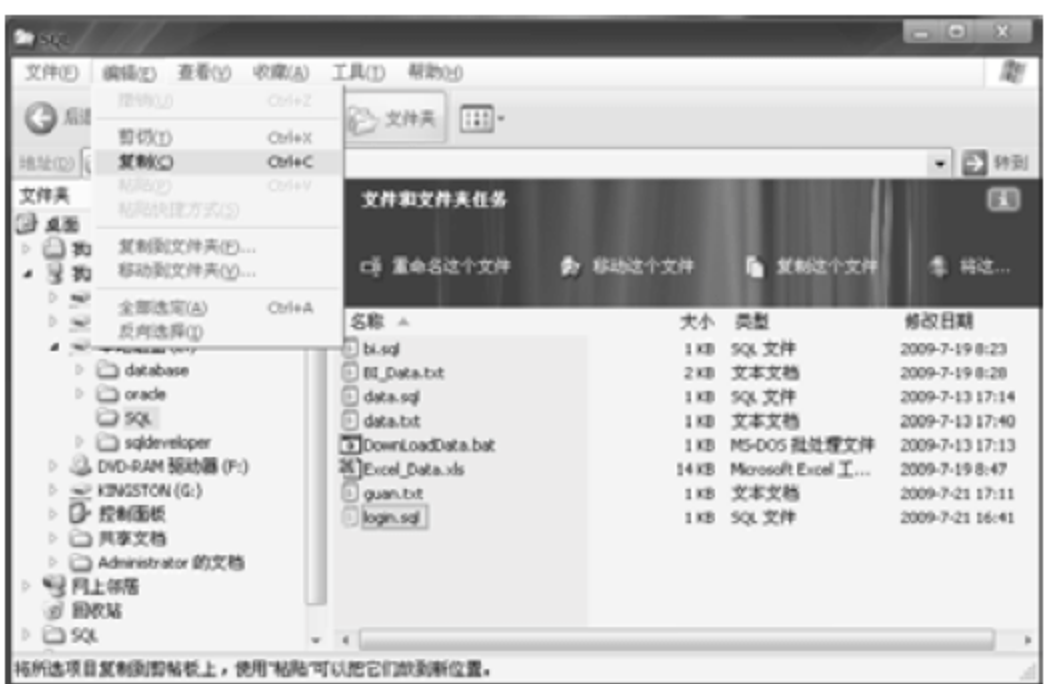 SQL
文件(F) 编辑(E) 查看(V) 收藏(A) 工具(T) 帮助(H)
后退
文件夹
撤销(U) Ctrl+Z
剪切(T) Ctrl+X
复制(C) Ctrl+C
粘贴(P) Ctrl+V
粘贴快捷方式(S)
复制到文件夹(F)...
移动到文件夹(V)...
全部选定(A) Ctrl+A
反向选择(I)
地址(D) 转到
文件夹
桌面
database
oracle
SQL
sqldeveloper
DVD-RAM 驱动器 (F:)
KINGSTON (G:)
控制面板
共享文档
Administrator 的文档
网上邻居
回收站
SQL
文件和文件夹任务
重命名这个文件 移动这个文件 复制这个文件 将这...
名称 大小 类型 修改日期
bi.sql 1 KB SQL 文件 2009-7-19 8:23
BI_Data.txt 2 KB 文本文档 2009-7-19 8:28
data.sql 1 KB SQL 文件 2009-7-13 17:14
data.txt 1 KB 文本文档 2009-7-13 17:40
DownLoadData.bat 1 KB MS-DOS 批处理文件 2009-7-13 17:13
Excel_Data.xls 14 KB Microsoft Excel 工... 2009-7-19 8:47
guan.txt 1 KB 文本文档 2009-7-21 17:11
login.sql 1 KB SQL 文件 2009-7-21 16:41
将所选项目复制到剪帖板上，使用"粘贴"可以把它们放到新位置。